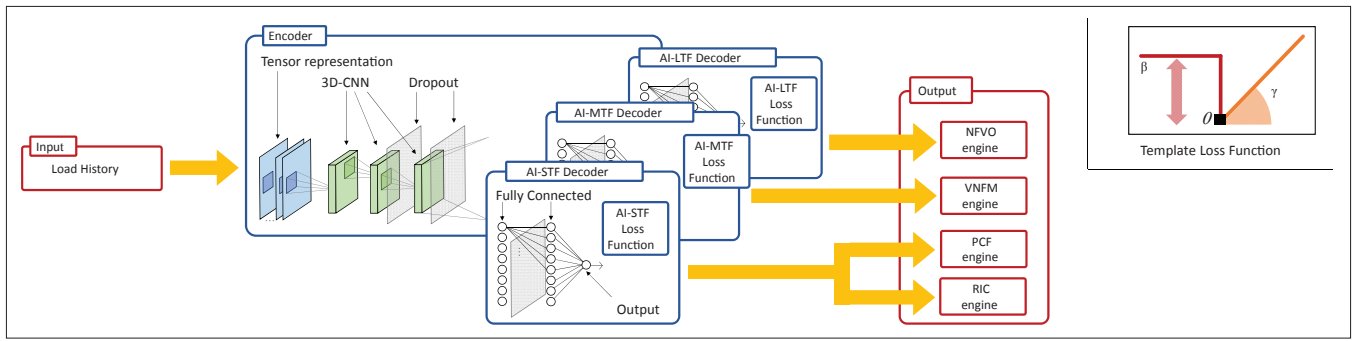 Input
Load History
Encoder
Tensor representation
3D-CNN
Dropout
....
AI-LTF Decoder
AI-LTF
Loss
Function
AI-MTF Decoder
AI-MTF
Loss
Function
AI-STF Decoder
Fully Connected
AI-STF
Loss
Function
Output
Output
NFVO
engine
VNFM
engine
PCF
engine
RIC
engine
β
γ
O
Template Loss Function